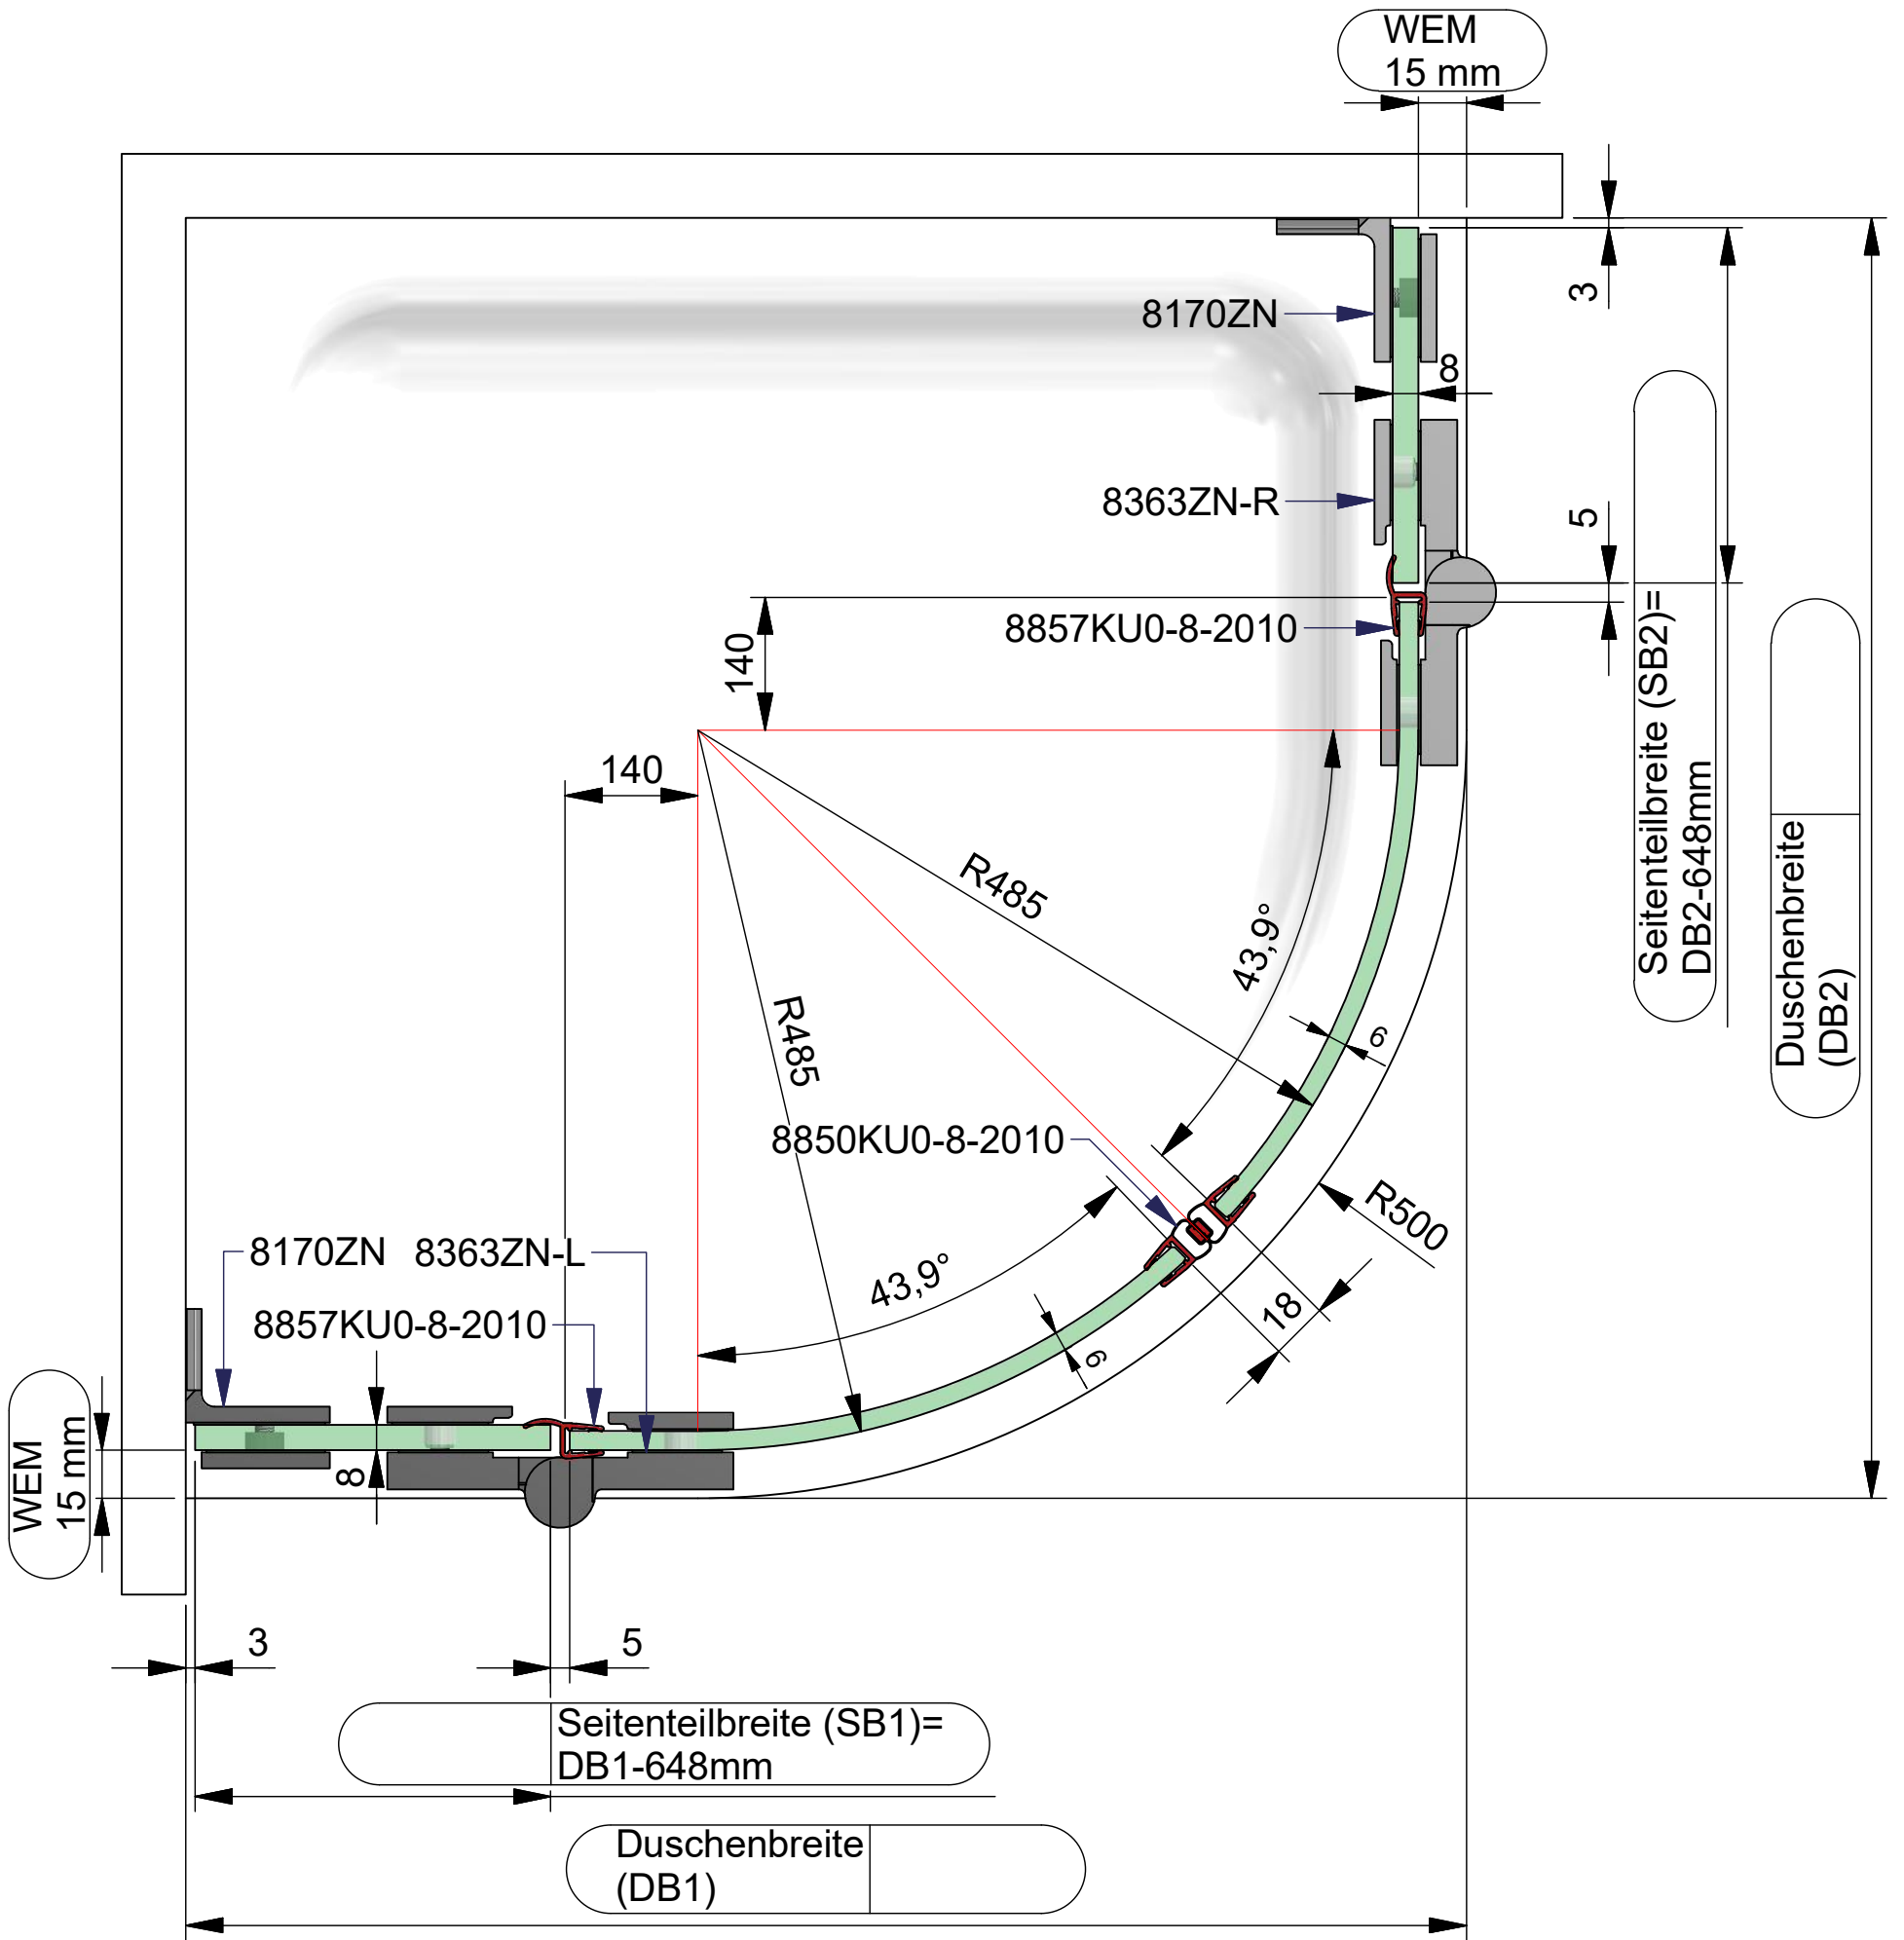 WEM
15 mm
3
8170ZN
8
8363ZN-R
5
8857KU0-8-2010
140
140
Seitenteilbreite (SB2)=
DB2-648mm
Duschenbreite
(DB2)
R485
43,9°
R485
6
8850KU0-8-2010
R500
8170ZN
8363ZN-L
43,9°
18
8857KU0-8-2010
6
WEM
15 mm
8
3
5
Seitenteilbreite (SB1)=
DB1-648mm
Duschenbreite
(DB1)